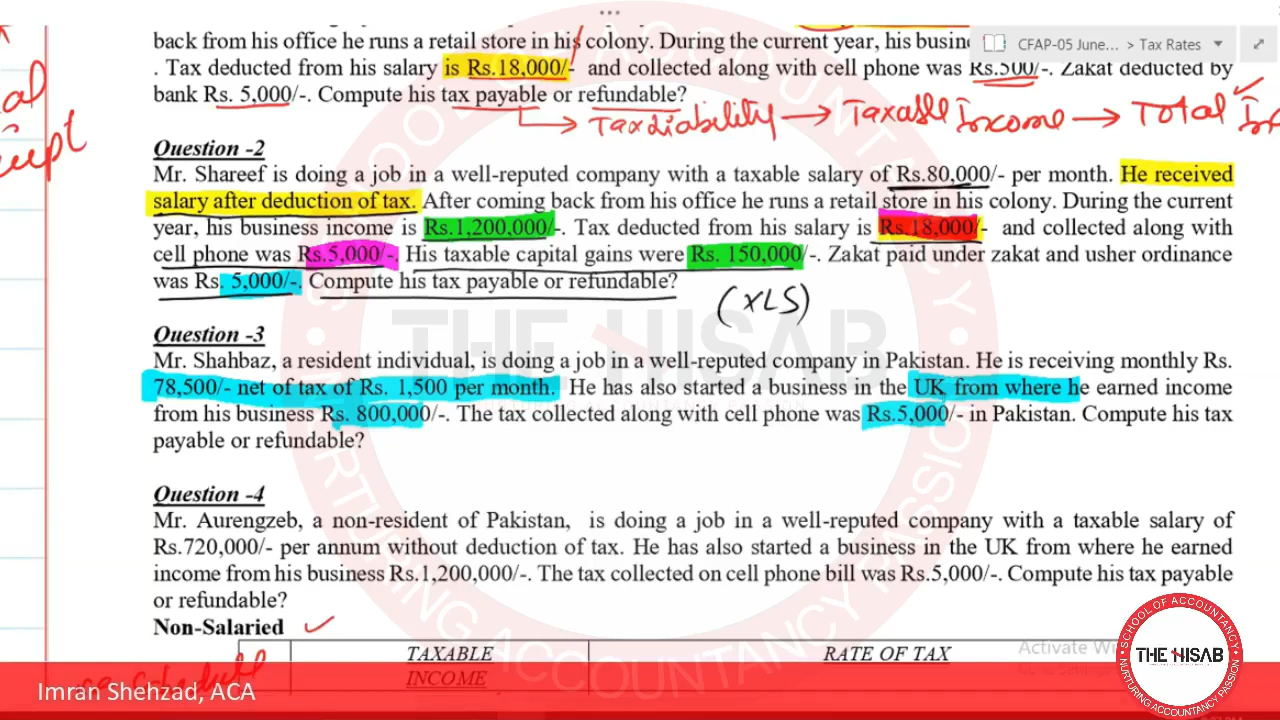 back from his office he runs a retail store in his colony. During the current year, his busine
CFAP-05 June... > Tax Rates
. Tax deducted from his salary is Rs.18,000/- and collected along with cell phone was Rs.500/-. Zakat deducted by
bank Rs. 5,000/-. Compute his tax payable or refundable?
Tax Liability → Taxable Income → Total
Question -2
Mr. Shareef is doing a job in a well-reputed company with a taxable salary of Rs.80,000/- per month. He received
salary after deduction of tax. After coming back from his office he runs a retail store in his colony. During the current
year, his business income is Rs.1,200,000/-. Tax deducted from his salary is Rs.18,000/- and collected along with
cell phone was Rs.5,000/-. His taxable capital gains were Rs. 150,000/-. Zakat paid under zakat and usher ordinance
was Rs. 5,000/-. Compute his tax payable or refundable?
(XLS)
Question -3
Mr. Shahbaz, a resident individual, is doing a job in a well-reputed company in Pakistan. He is receiving monthly Rs.
78,500/- net of tax of Rs. 1,500 per month. He has also started a business in the UK from where he earned income
from his business Rs. 800,000/-. The tax collected along with cell phone was Rs.5,000/- in Pakistan. Compute his tax
payable or refundable?
Question -4
Mr. Aurengzeb, a non-resident of Pakistan, is doing a job in a well-reputed company with a taxable salary of
Rs.720,000/- per annum without deduction of tax. He has also started a business in the UK from where he earned
income from his business Rs.1,200,000/-. The tax collected on cell phone bill was Rs.5,000/-. Compute his tax payable
or refundable?
Non-Salaried
TAXABLE
INCOME
RATE OF TAX
THE HISAB
SCHOOL OF ACCOUNTANCY
NURTURING ACCOUNTANCY PASSION
Imran Shehzad, ACA
SCHOOL OF ACCOUNTANCY
THE HISAB
NURTURING ACCOUNTANCY PASSION